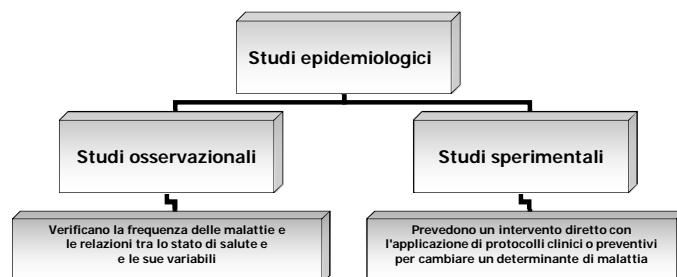 Studi epidemiologici
Studi osservazionali
Studi sperimentali
Verificano la frequenza delle malattie e
le relazioni tra lo stato di salute e
e le sue variabili
Prevedono un intervento diretto con
l'applicazione di protocolli clinici o preventivi
per cambiare un determinante di malattia